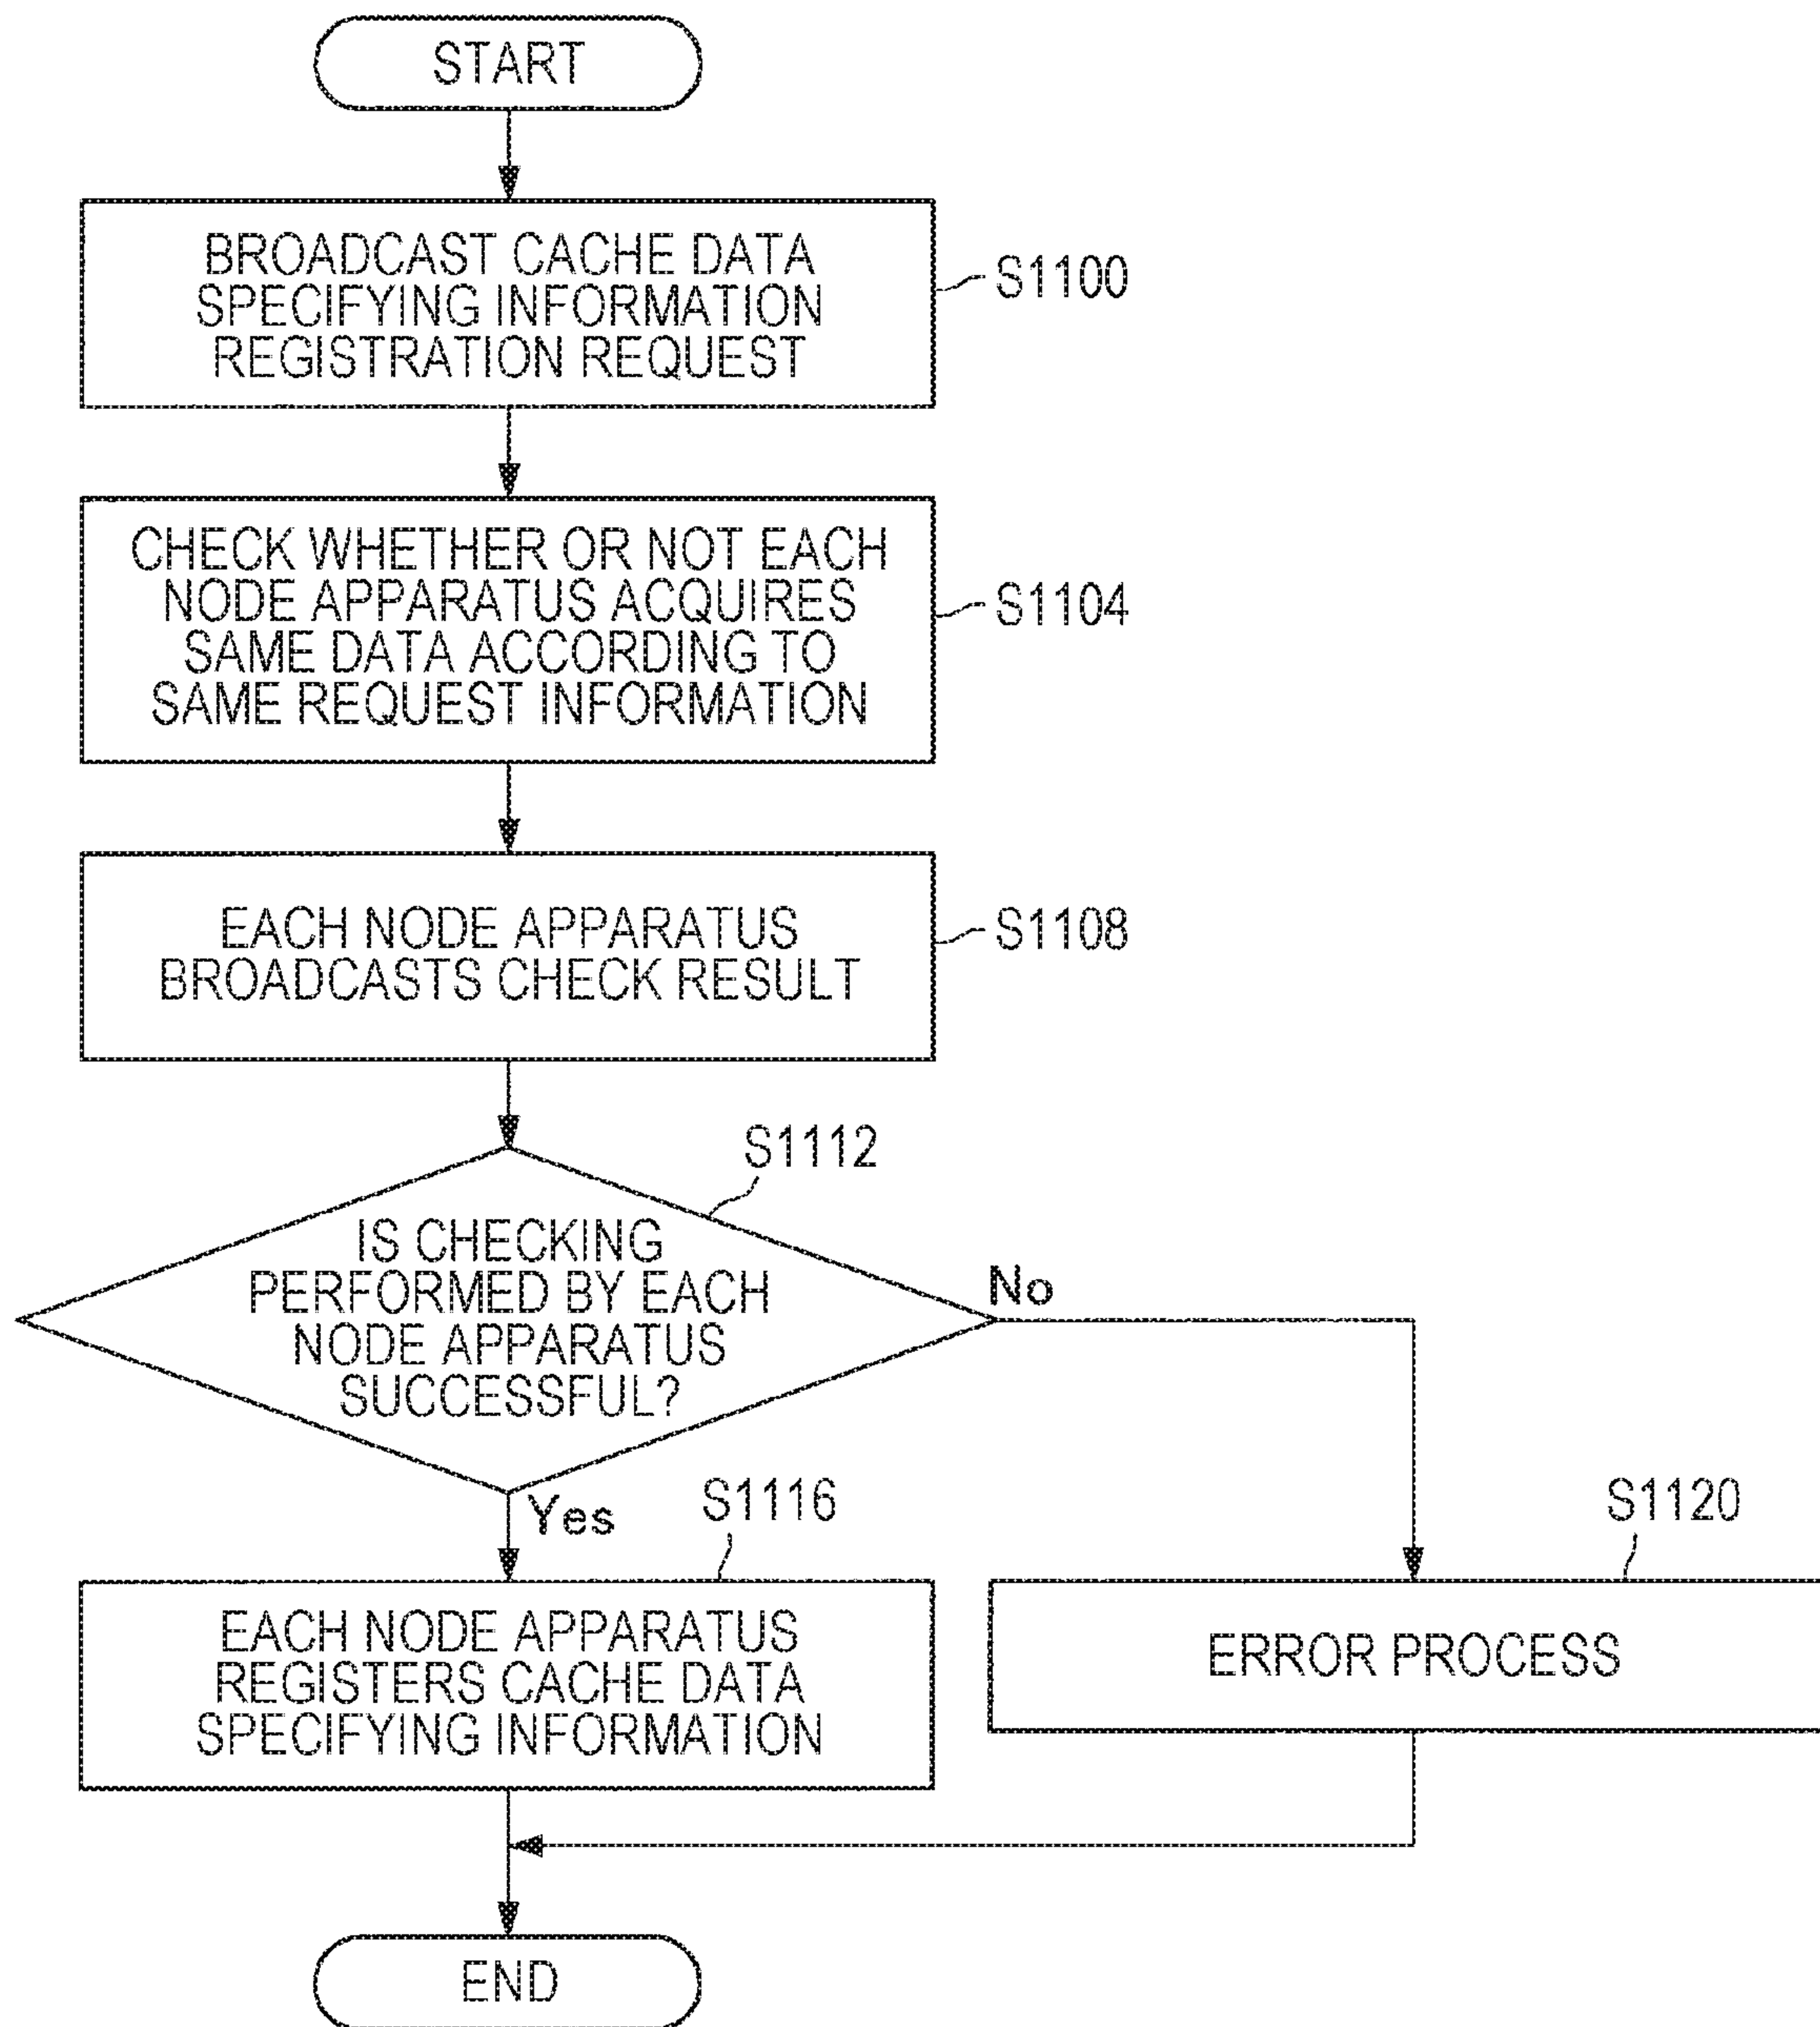 START
BROADCAST CACHE DATA
SPECIFYING INFORMATION
REGISTRATION REQUEST
S1100
CHECK WHETHER OR NOT EACH
NODE APPARATUS ACQUIRES
SAME DATA ACCORDING TO
SAME REQUEST INFORMATION
S1104
EACH NODE APPARATUS
BROADCASTS CHECK RESULT
S1108
S1112
IS CHECKING
PERFORMED BY EACH
NODE APPARATUS
SUCCESSFUL?
No
Yes
S1116
EACH NODE APPARATUS
REGISTERS CACHE DATA
SPECIFYING INFORMATION
S1120
ERROR PROCESS
END